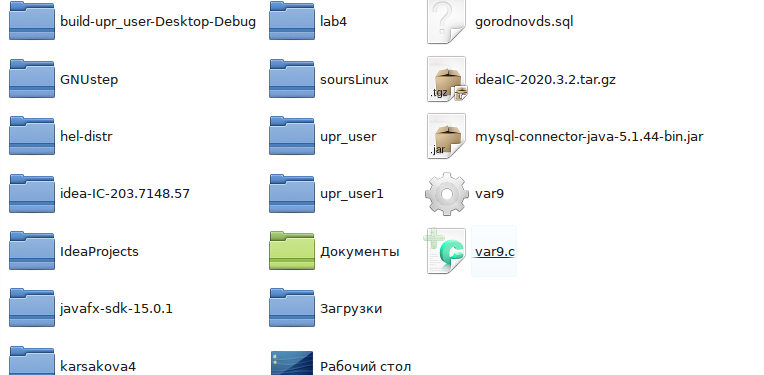 build-upr_user-Desktop-Debug
GNUstep
hel-distr
idea-IC-203.7148.57
IdeaProjects
javafx-sdk-15.0.1
karsakova4
lab4
soursLinux
upr_user
upr_user1
Документы
Загрузки
Рабочий стол
?
gorodnovds.sql
.tgz
ideaIC-2020.3.2.tar.gz
.jar
mysql-connector-java-5.1.44-bin.jar
var9
C
var9.c